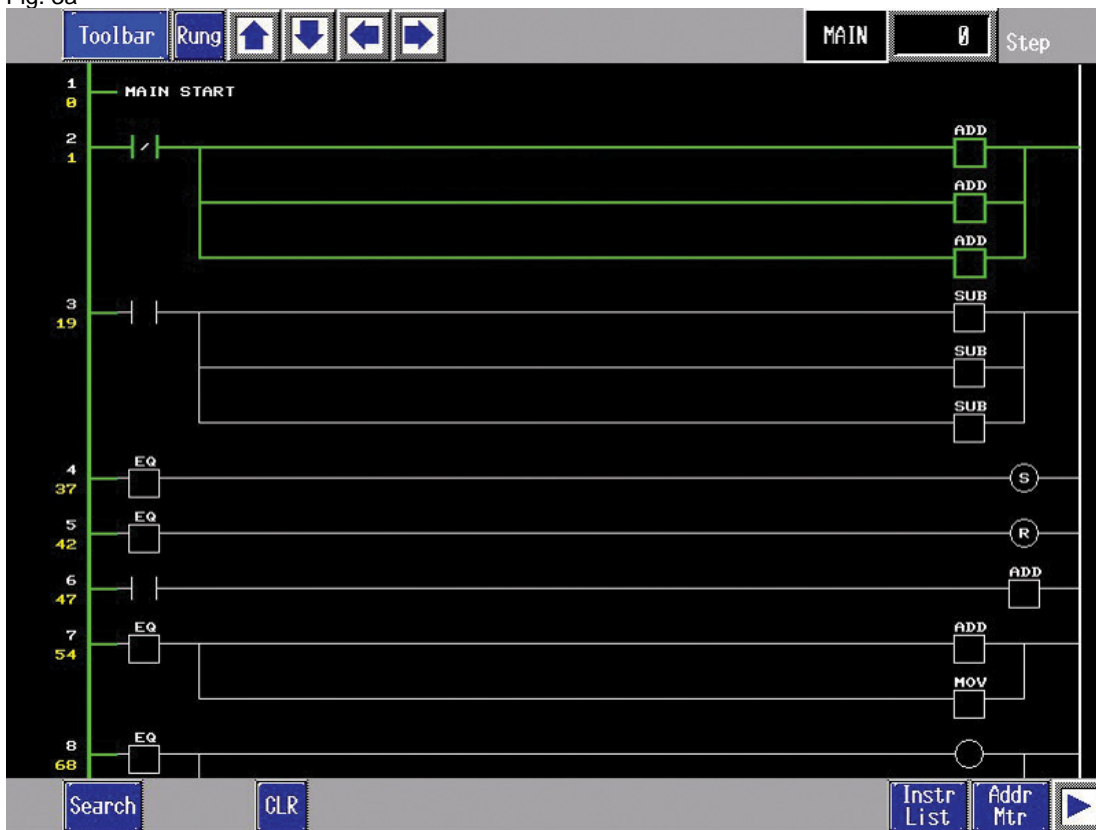 Fig. 8a
Toolbar Rung MAIN 0 Step
1 MAIN START
0
2 ADD
1
ADD
ADD
3 SUB
19
SUB
SUB
4 EQ S
37
5 EQ R
42
6 ADD
47
7 EQ ADD
54
MOV
8 EQ
68
Search CLR Instr List Addr Mtr